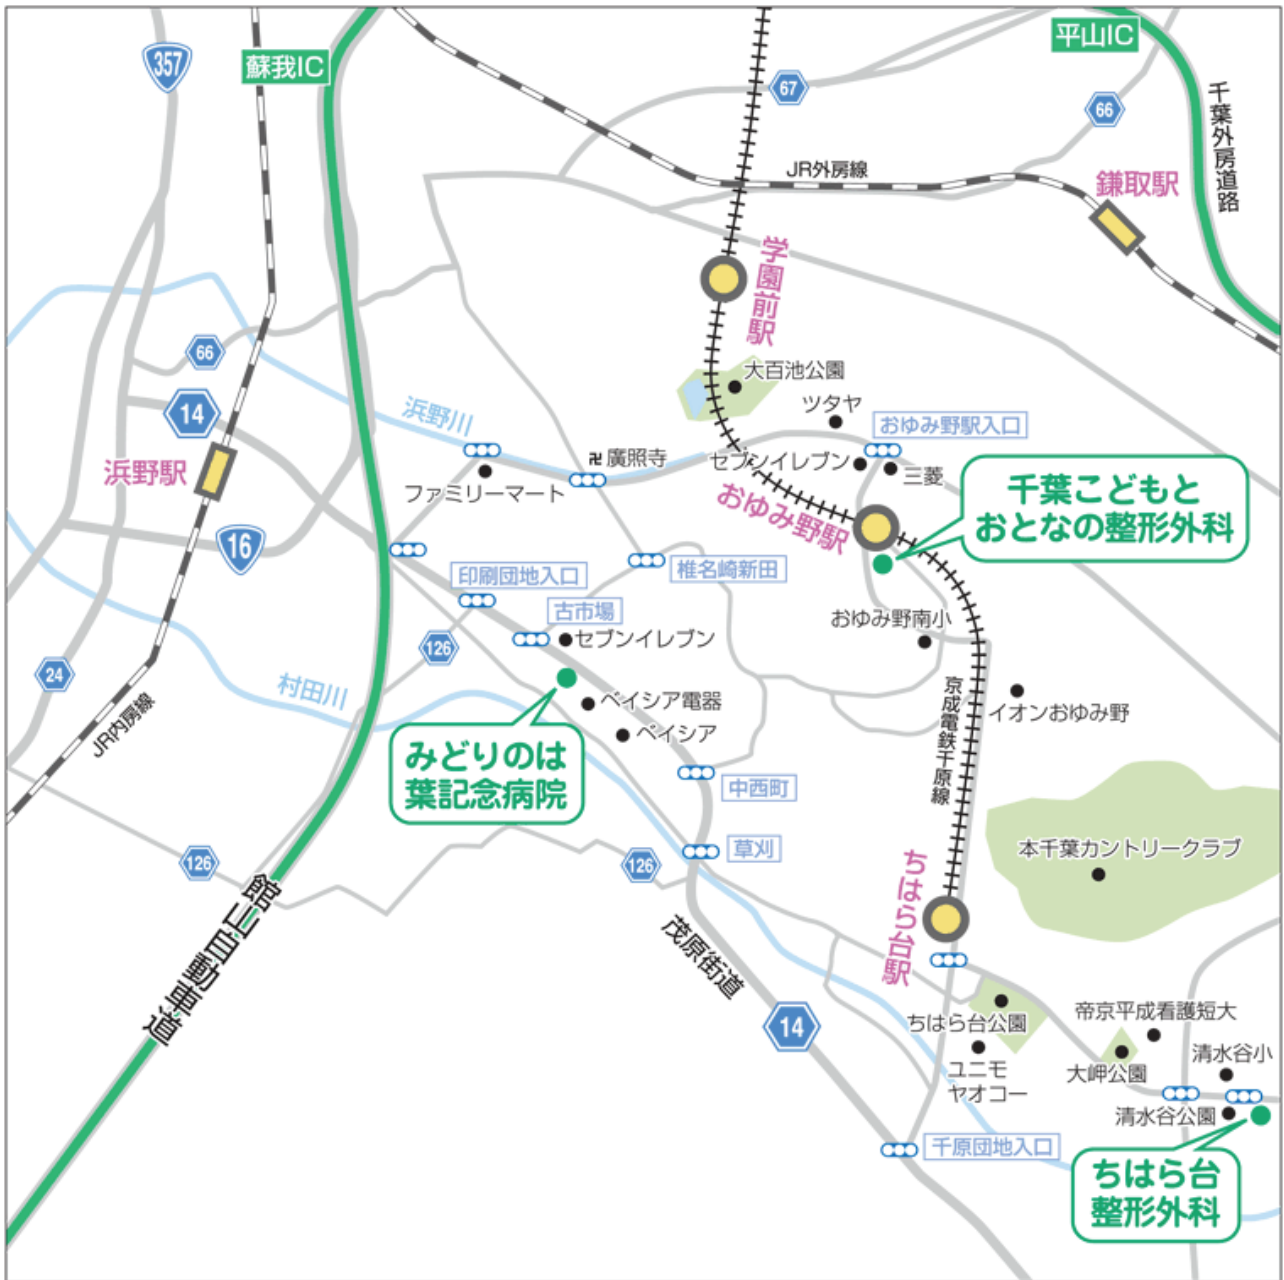 357
蘇我IC
平山IC
67
66
千葉外房道路
JR外房線
鎌取駅
学園前駅
66
14
大百池公園
ツタヤ
浜野川
おゆみ野駅入口
卍廣照寺
セブンイレブン
三菱
浜野駅
ファミリーマート
おゆみ野駅
千葉こどもと
おとなの整形外科
16
印刷団地入口
椎名崎新田
古市場
おゆみ野南小
セブンイレブン
126
24
村田川
JR内房線
ベイシア電器
ベイシア
京成電鉄千原線
イオンおゆみ野
みどりのは
葉記念病院
中西町
草刈
126
126
本千葉カントリークラブ
ちはら台駅
館山自動車道
茂原街道
14
ちはら台公園
帝京平成看護短大
ユニモ
ヤオコー
大岬公園
清水谷小
清水谷公園
千原団地入口
ちはら台
整形外科